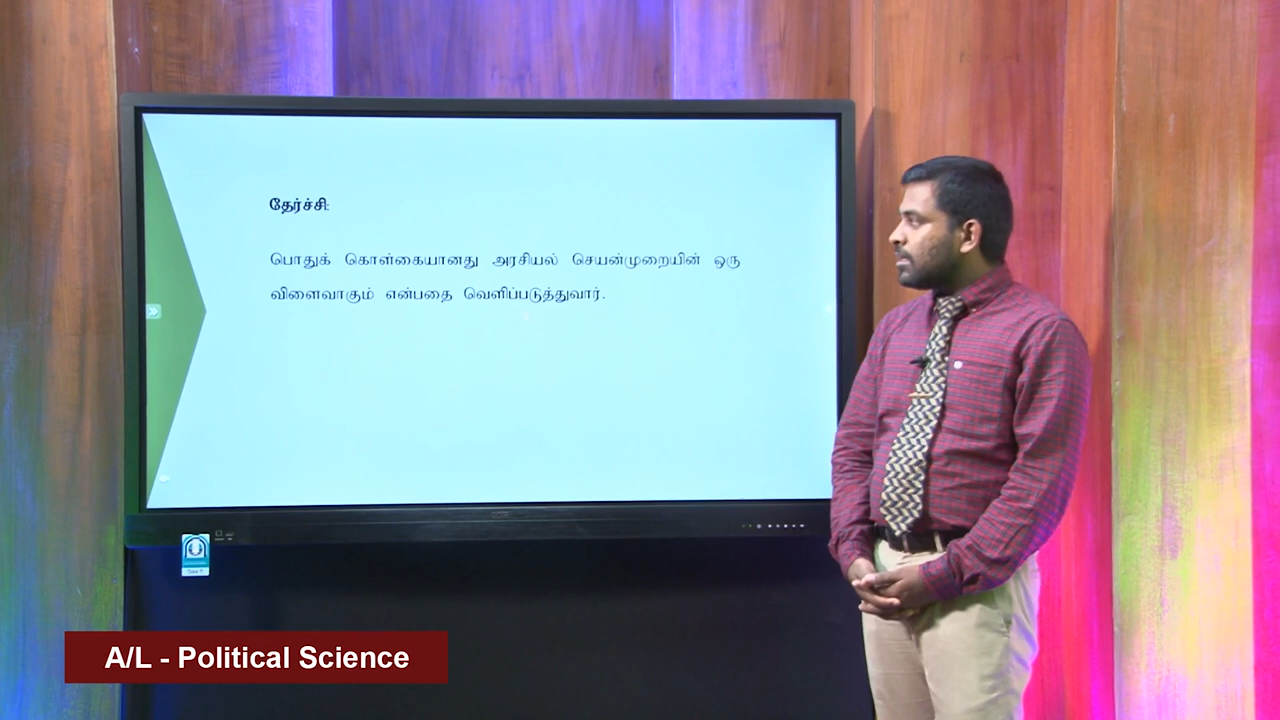 தேர்ச்சி:
பொதுக் கொள்கையானது அரசியல் செயன்முறையின் ஒரு
விளைவாகும் என்பதை வெளிப்படுத்துவார்.
A/L - Political Science